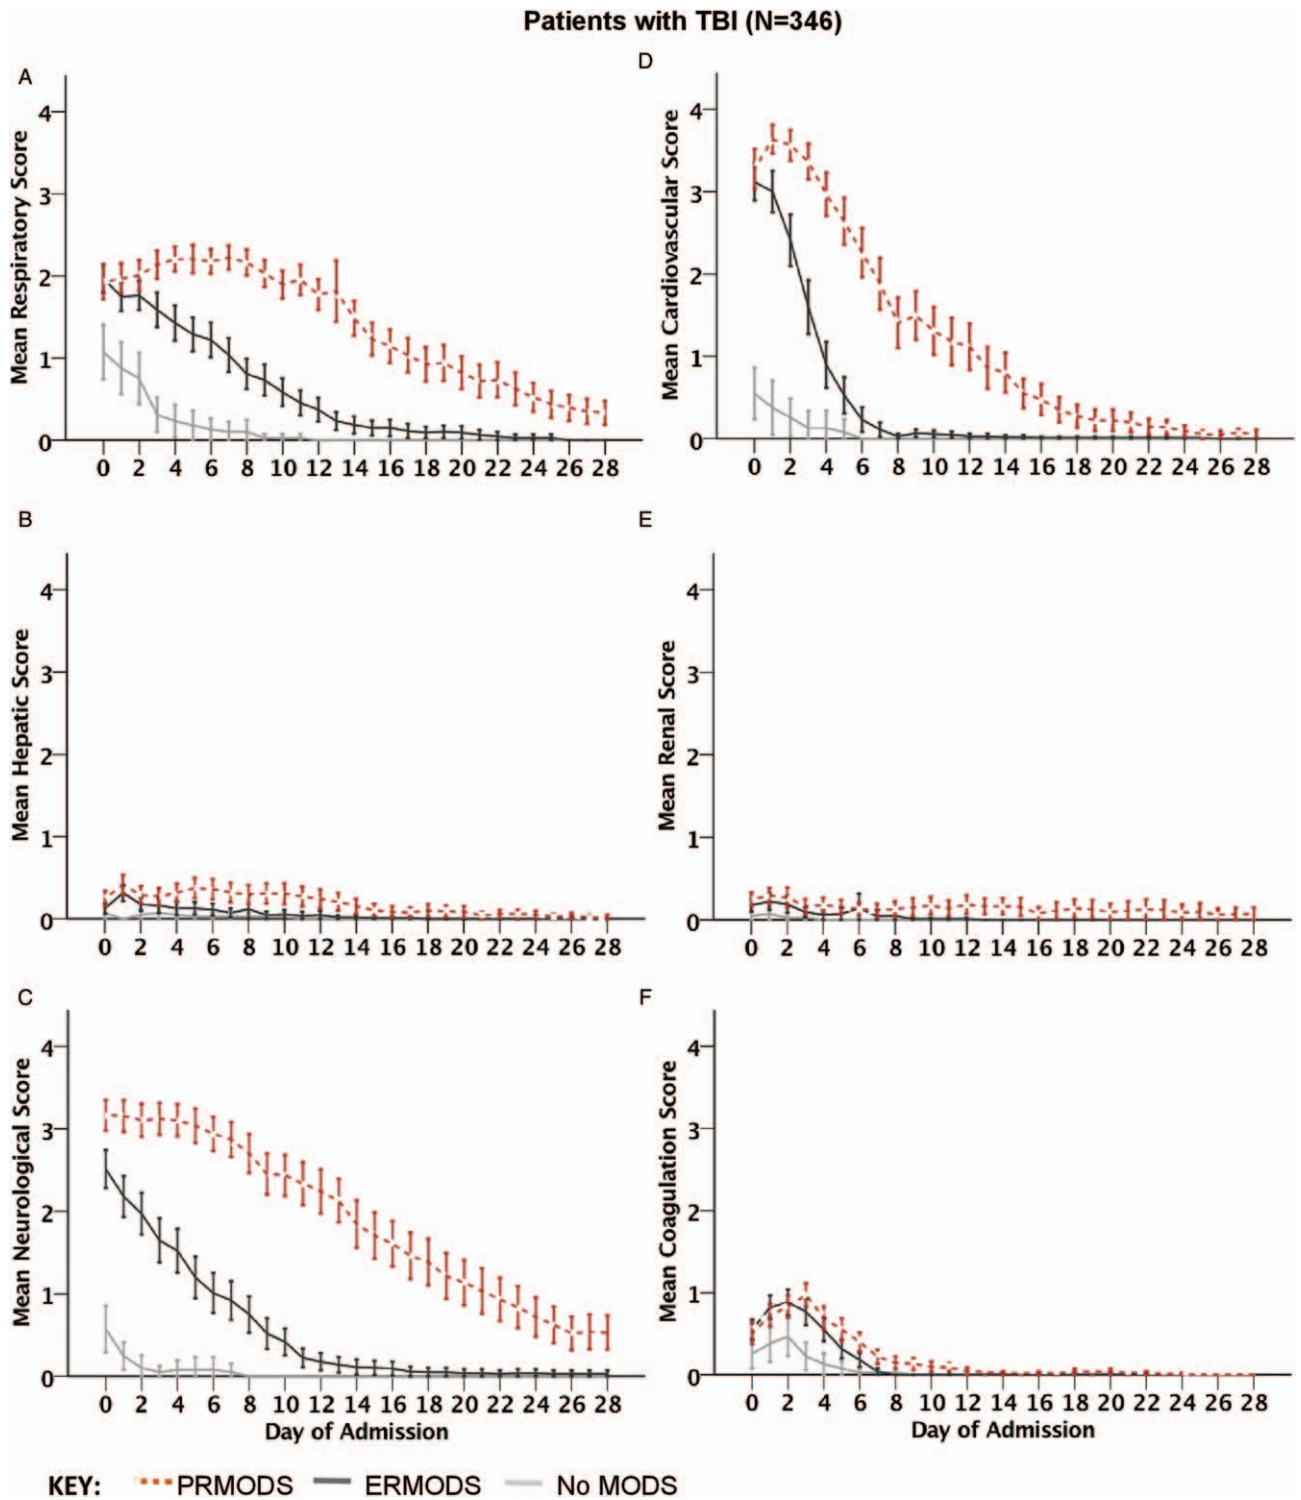 Patients with TBI (N=346)
A
Mean Respiratory Score
4
3
2
1
0
0 2 4 6 8 10 12 14 16 18 20 22 24 26 28
D
Mean Cardiovascular Score
4
3
2
1
0
0 2 4 6 8 10 12 14 16 18 20 22 24 26 28
B
Mean Hepatic Score
4
3
2
1
0
0 2 4 6 8 10 12 14 16 18 20 22 24 26 28
E
Mean Renal Score
4
3
2
1
0
0 2 4 6 8 10 12 14 16 18 20 22 24 26 28
C
Mean Neurological Score
4
3
2
1
0
0 2 4 6 8 10 12 14 16 18 20 22 24 26 28
Day of Admission
F
Mean Coagulation Score
4
3
2
1
0
0 2 4 6 8 10 12 14 16 18 20 22 24 26 28
Day of Admission
KEY: PRMODS ERMODS No MODS